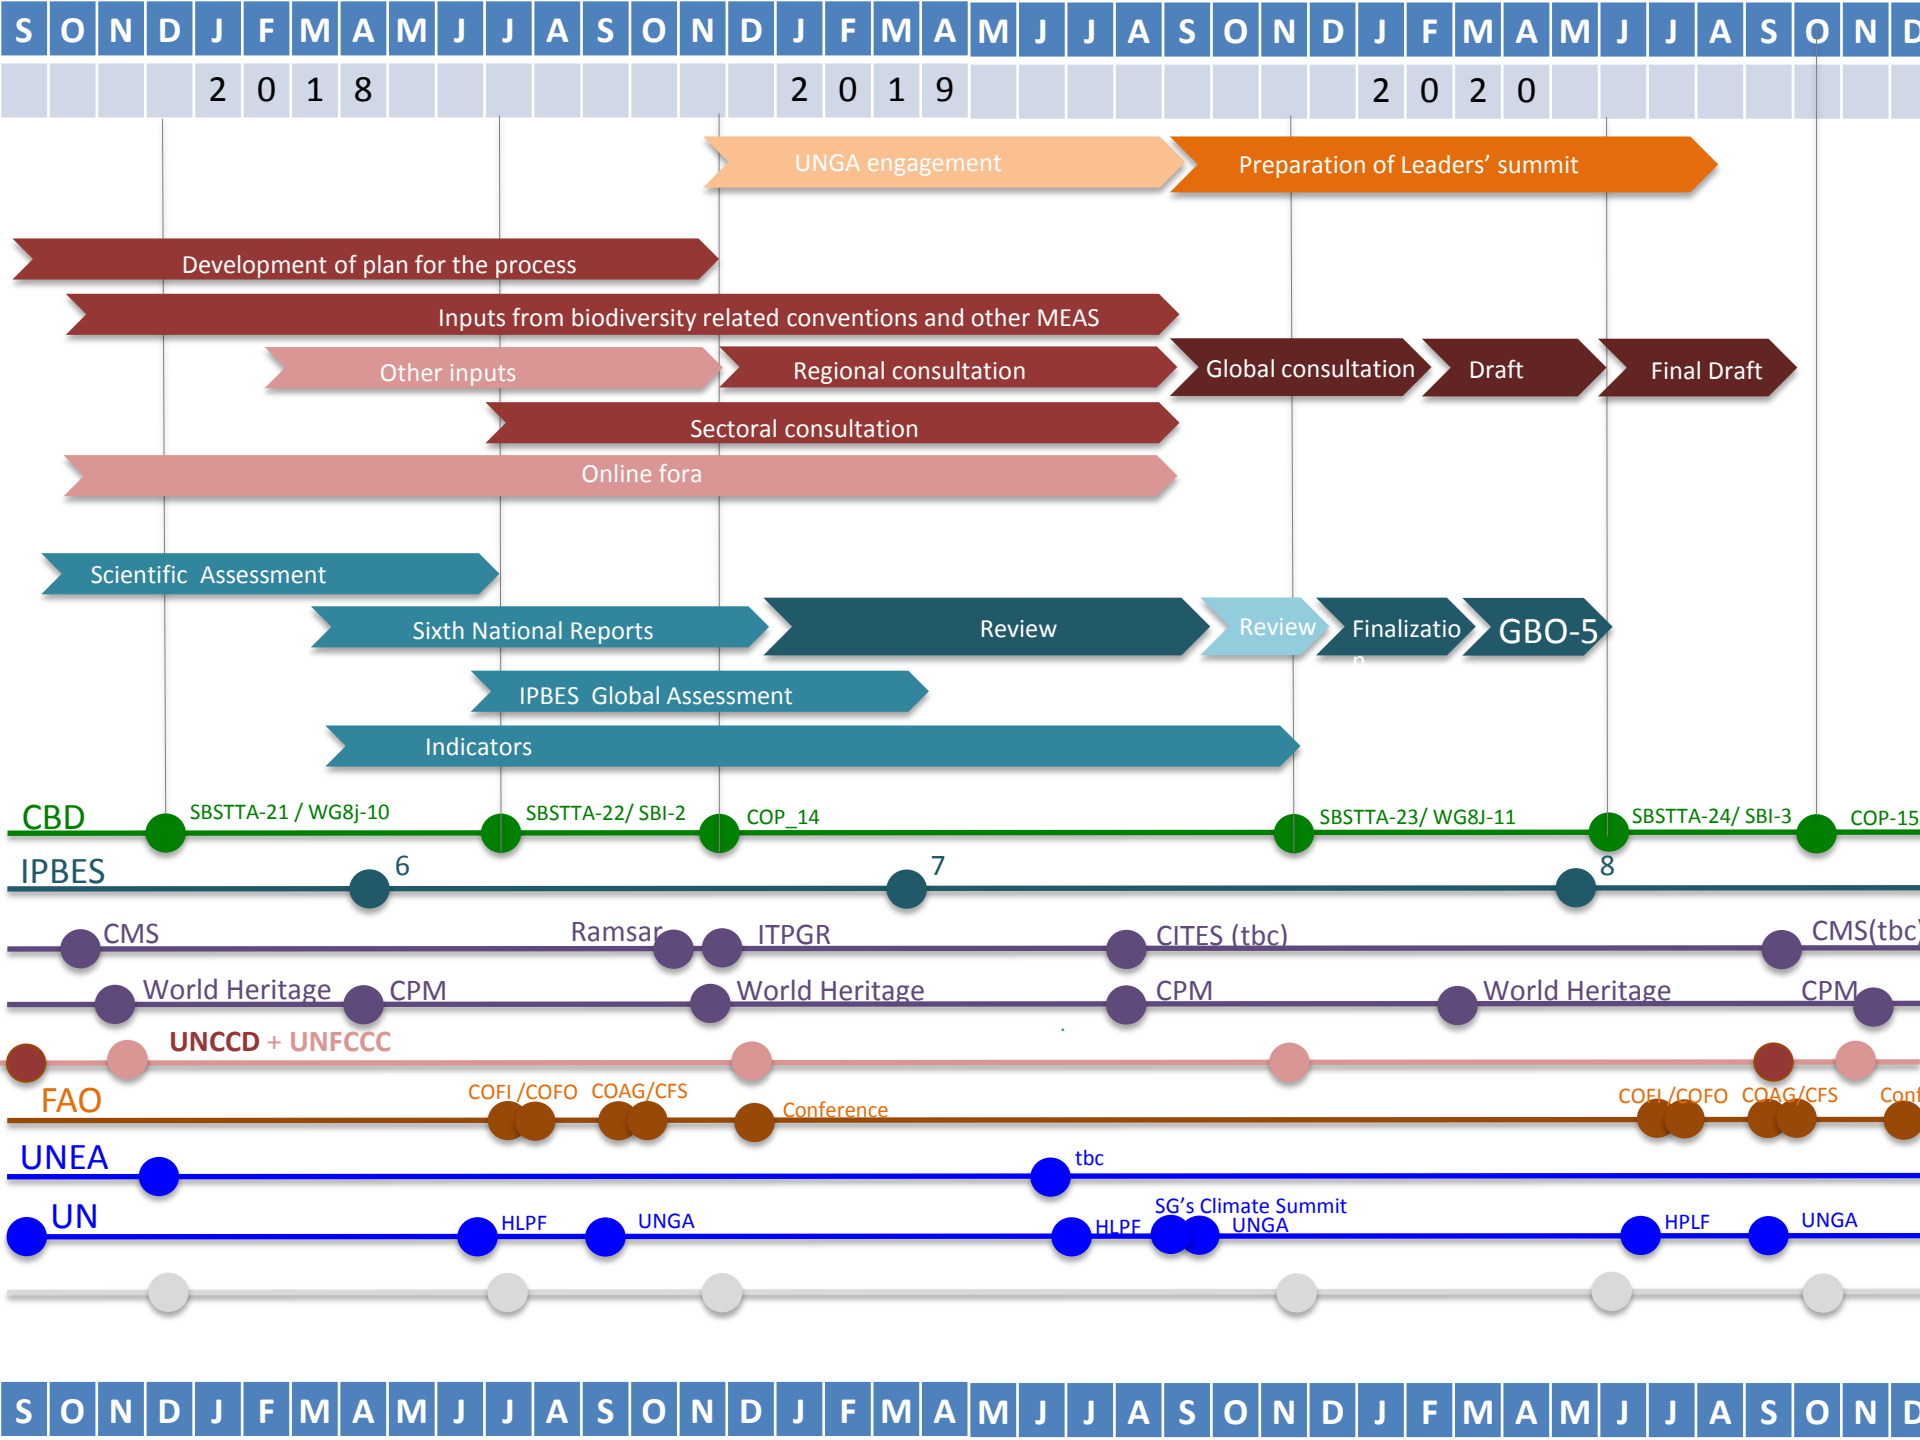 S O N D J F M A M J J A S O N D J F M A M J J A S O N D J F M A M J J A S O N D
2 0 1 8 2 0 1 9 2 0 2 0
UNGA engagement
Preparation of Leaders' summit
Development of plan for the process
Inputs from biodiversity related conventions and other MEAS
Other inputs
Regional consultation
Global consultation
Draft
Final Draft
Sectoral consultation
Online fora
Scientific Assessment
Sixth National Reports
Review
Review
Finalizatio
n
GBO-5
IPBES Global Assessment
Indicators
CBD
SBSTTA-21 / WG8j-10
SBSTTA-22/ SBI-2
COP_14
SBSTTA-23/ WG8J-11
SBSTTA-24/ SBI-3
COP-15
IPBES
6
7
8
CMS
Ramsar
ITPGR
CITES (tbc)
CMS(tbc)
World Heritage
CPM
World Heritage
CPM
World Heritage
CPM
UNCCD + UNFCCC
FAO
COFI /COFO
COAG/CFS
Conference
COFI /COFO
COAG/CFS
Conf
UNEA
tbc
UN
HLPF
UNGA
HLPF
SG's Climate Summit
UNGA
HPLF
UNGA
S O N D J F M A M J J A S O N D J F M A M J J A S O N D J F M A M J J A S O N D